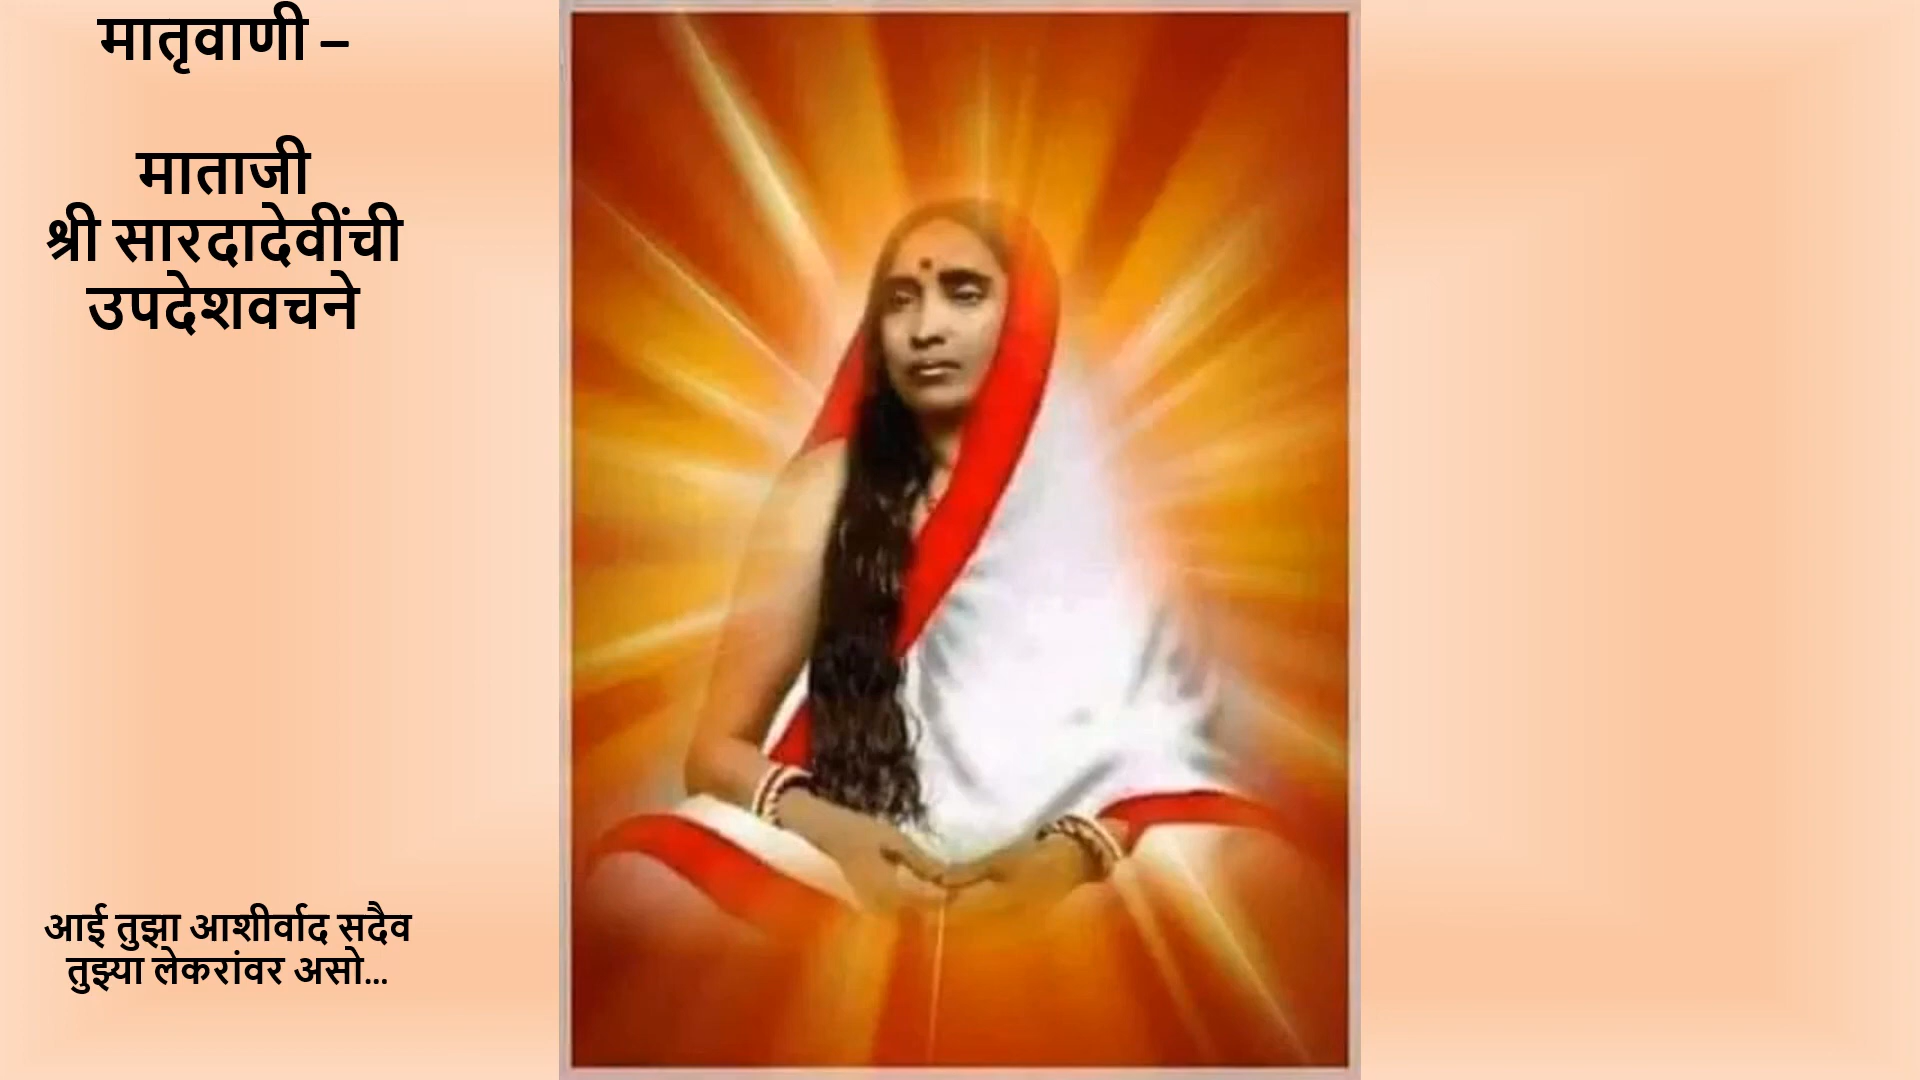 मातृवाणी –
माताजी
श्री सारदादेवींची
उपदेशवचने
आई तुझा आशीर्वाद सदैव
तुझ्या लेकरांवर असो...